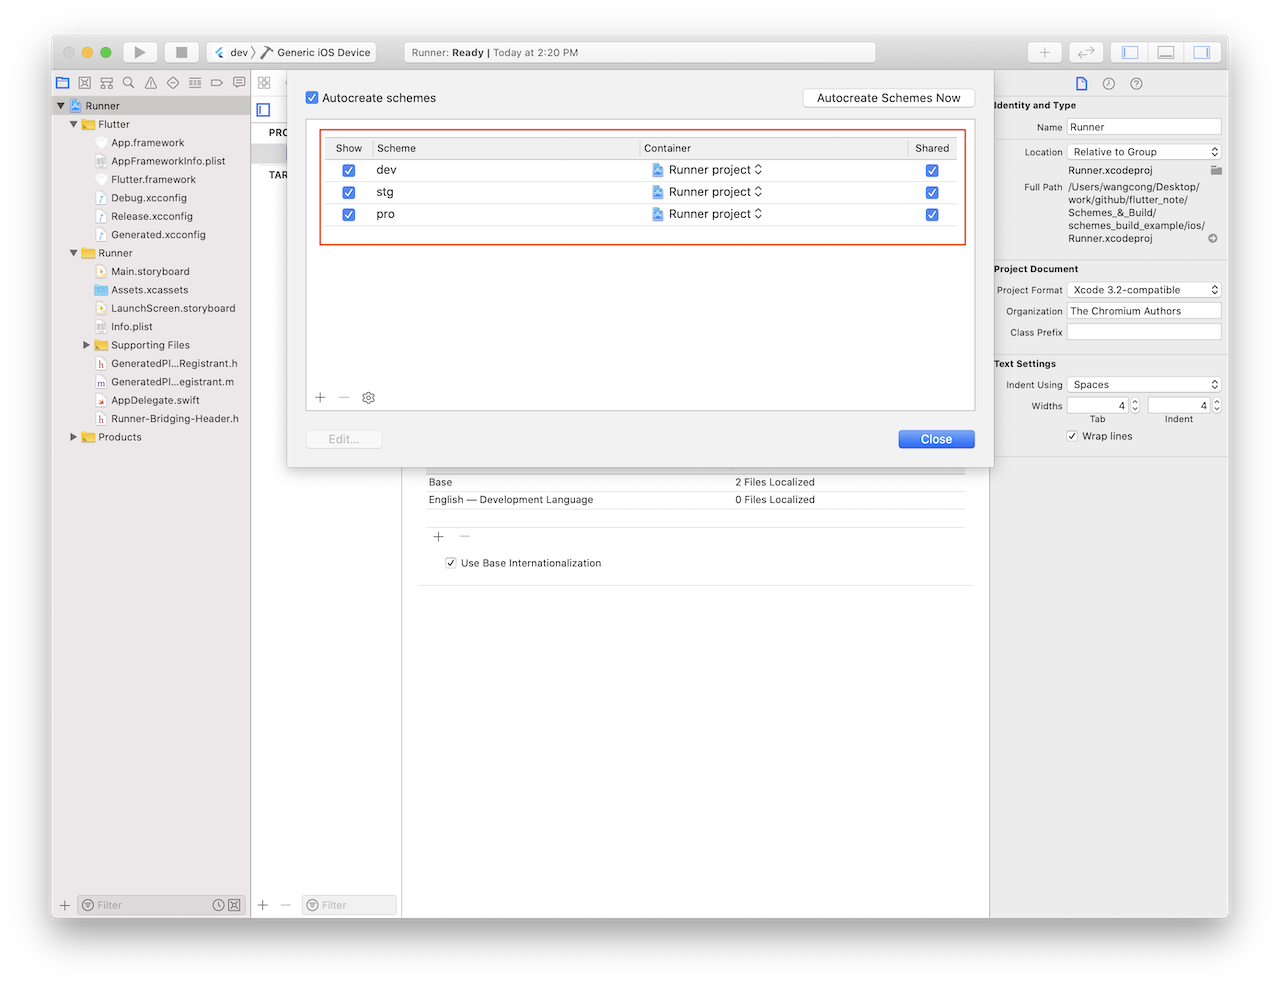 dev 〉 Generic iOS Device
Runner: Ready | Today at 2:20 PM
Runner
Flutter
App.framework
AppFrameworkInfo.plist
Flutter.framework
Debug.xcconfig
Release.xcconfig
Generated.xcconfig
Runner
Main.storyboard
Assets.xcassets
LaunchScreen.storyboard
Info.plist
Supporting Files
GeneratedPl...Registrant.h
GeneratedPl...egistrant.m
AppDelegate.swift
Runner-Bridging-Header.h
Products
Filter
PRO
TAR
Filter
Autocreate schemes
Autocreate Schemes Now
Show Scheme Container Shared
dev Runner project
stg Runner project
pro Runner project
Edit...
Close
Base 2 Files Localized
English — Development Language 0 Files Localized
Use Base Internationalization
Identity and Type
Name Runner
Location Relative to Group
Runner.xcodeproj
Full Path /Users/wangcong/Desktop/
work/github/flutter_note/
Schemes_&_Build/
schemes_build_example/ios/
Runner.xcodeproj
Project Document
Project Format Xcode 3.2-compatible
Organization The Chromium Authors
Class Prefix
Text Settings
Indent Using Spaces
Widths 4 4
Tab Indent
Wrap lines